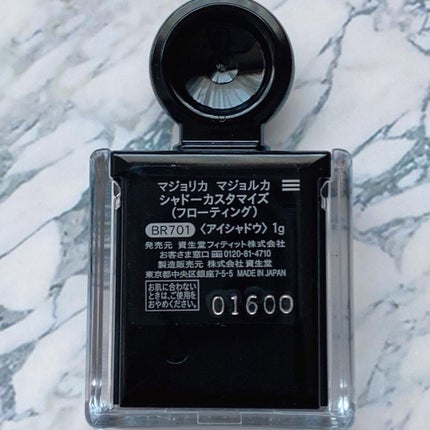 マジョリカ マジョルカ
シャドーカスタマイズ
(フローティング)
BR701 〈アイシャドウ〉 1g
発売元 資生堂フィティット株式会社
お客さま窓口 0120-81-4710
製造販売元 株式会社 資生堂
東京都中央区銀座7-5-5 MADE IN JAPAN
お肌に合わない
ときは、ご使用を
おやめください。
01600